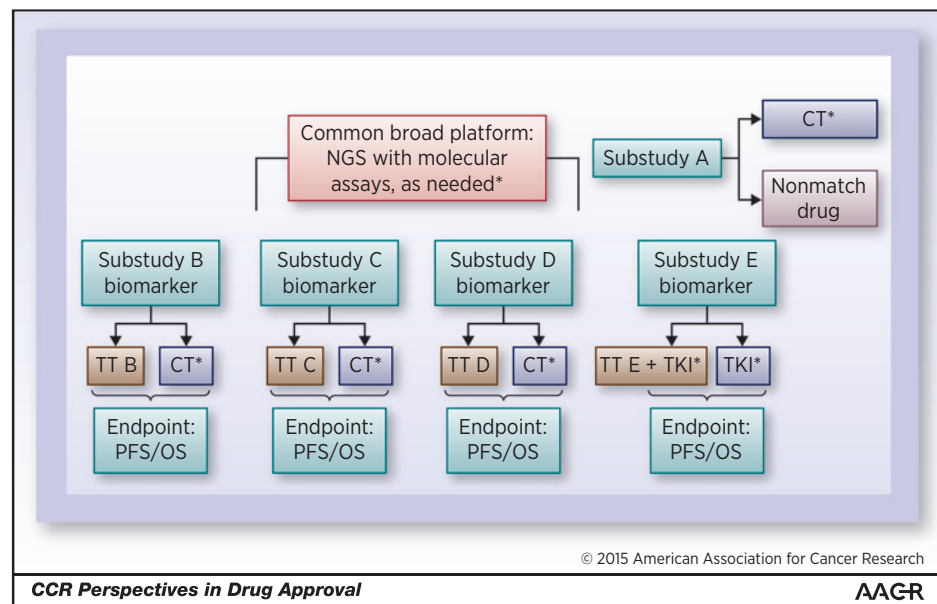 Common broad platform:
NGS with molecular
assays, as needed*
Substudy A
CT*
Nonmatch
drug
Substudy B
biomarker
Substudy C
biomarker
Substudy D
biomarker
Substudy E
biomarker
TT B
CT*
TT C
CT*
TT D
CT*
TT E + TKI*
TKI*
Endpoint:
PFS/OS
Endpoint:
PFS/OS
Endpoint:
PFS/OS
Endpoint:
PFS/OS
© 2015 American Association for Cancer Research
CCR Perspectives in Drug Approval
AACR